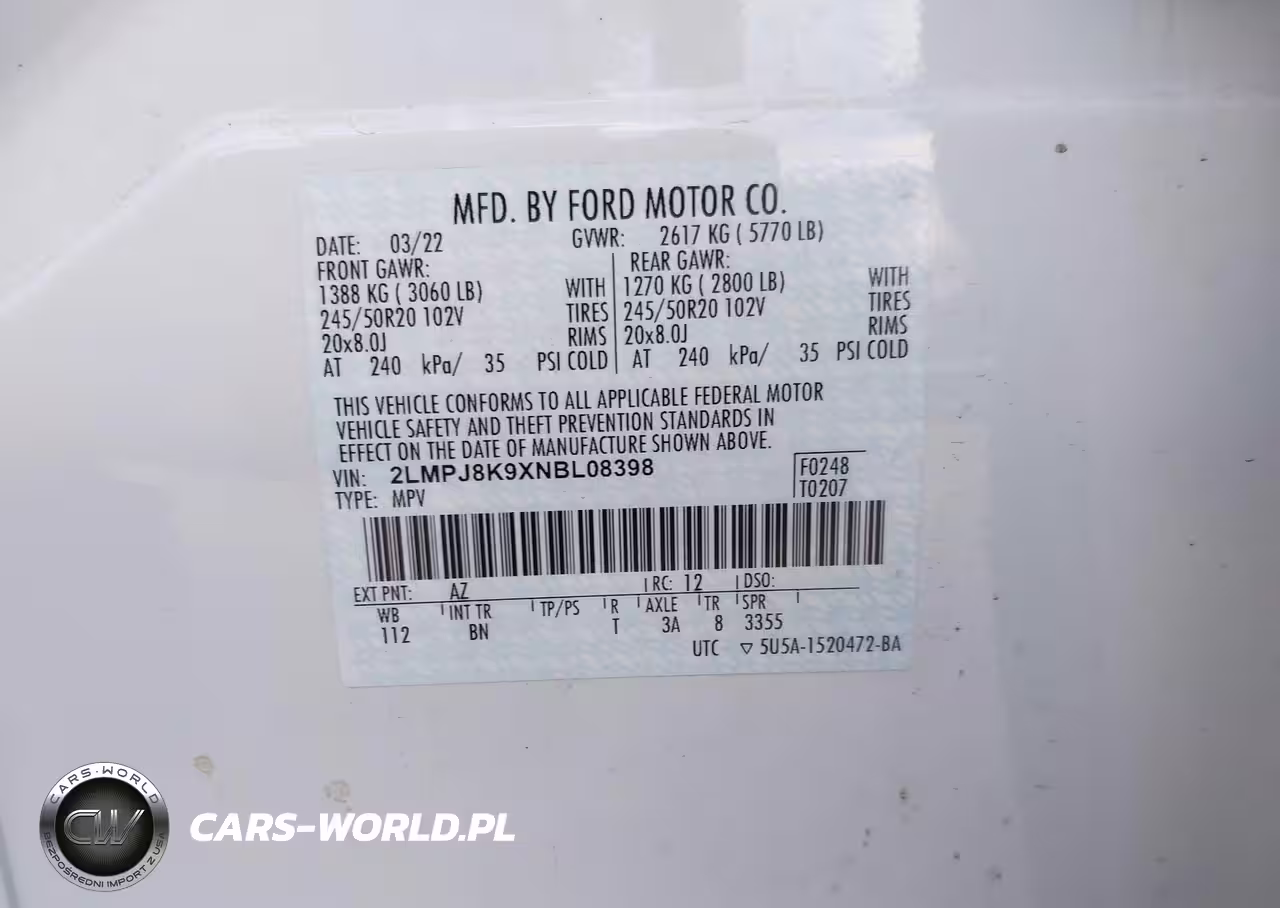 MFD. BY FORD MOTOR CO.
DATE: 03/22 GVWR: 2617 KG ( 5770 LB)
FRONT GAWR: REAR GAWR:
1388 KG ( 3060 LB) WITH 1270 KG ( 2800 LB) WITH
245/50R20 102V TIRES 245/50R20 102V TIRES
20x8.0J RIMS 20x8.0J RIMS
AT 240 kPa/ 35 PSI COLD AT 240 kPa/ 35 PSI COLD
THIS VEHICLE CONFORMS TO ALL APPLICABLE FEDERAL MOTOR
VEHICLE SAFETY AND THEFT PREVENTION STANDARDS IN
EFFECT ON THE DATE OF MANUFACTURE SHOWN ABOVE.
VIN: 2LMPJ8K9XNBL08398 F0248
TYPE: MPV T0207
EXT PNT: AZ RC: 12 DSO:
WB INT TR TP/PS R AXLE TR SPR
112 BN T 3A 8 3355
UTC ▽ 5U5A-1520472-BA
CARS-WORLD
CW
BEZPOŚREDNI IMPORT Z USA
CARS-WORLD.PL